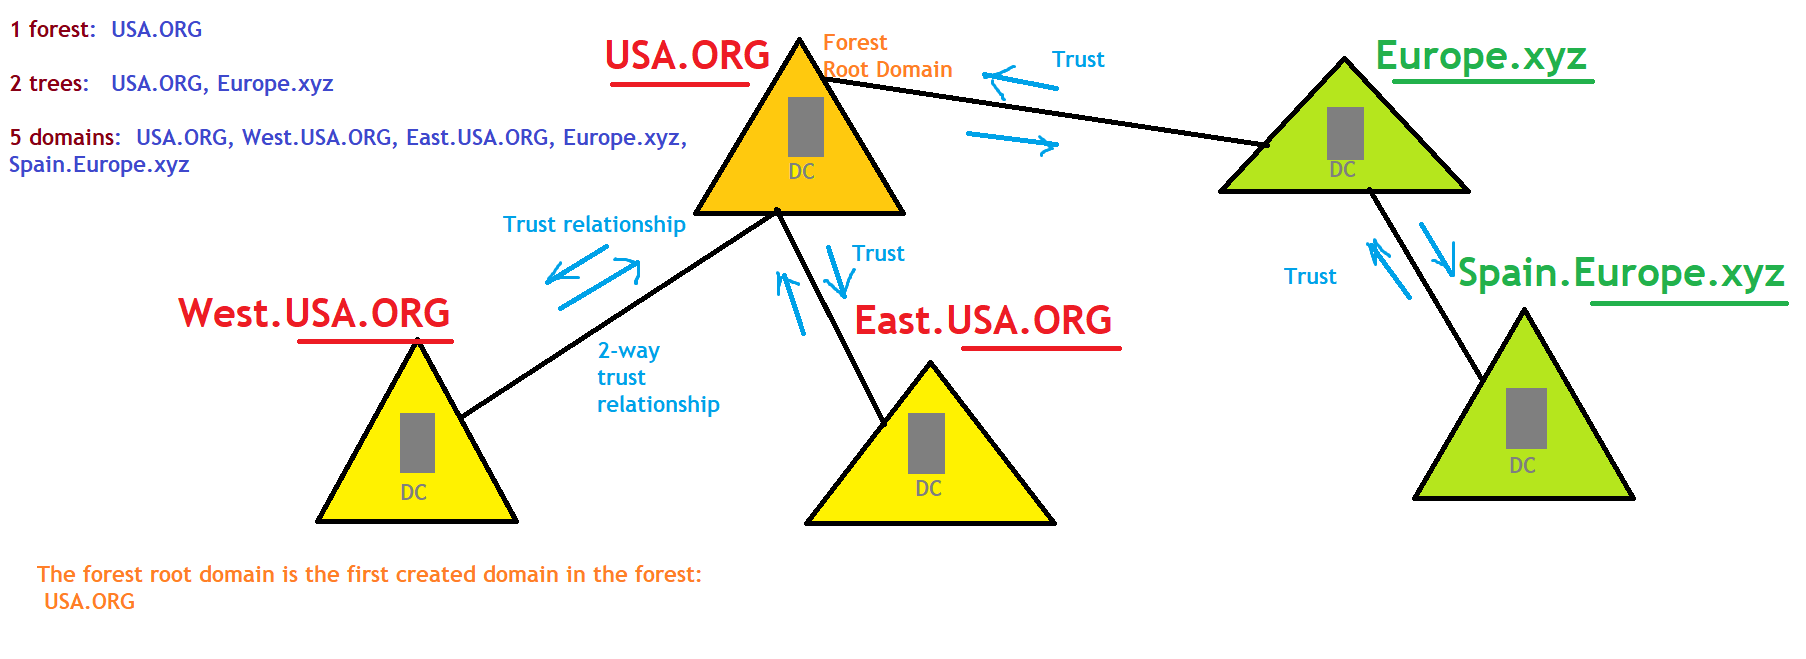 1 forest:  USA.ORG
2 trees:   USA.ORG, Europe.xyz
5 domains:  USA.ORG, West.USA.ORG, East.USA.ORG, Europe.xyz,
Spain.Europe.xyz
USA.ORG
Forest
Root Domain
Trust
Europe.xyz
DC
DC
Trust relationship
Trust
Trust
Spain.Europe.xyz
West.USA.ORG
East.USA.ORG
2-way
trust
relationship
DC
DC
DC
The forest root domain is the first created domain in the forest:
USA.ORG